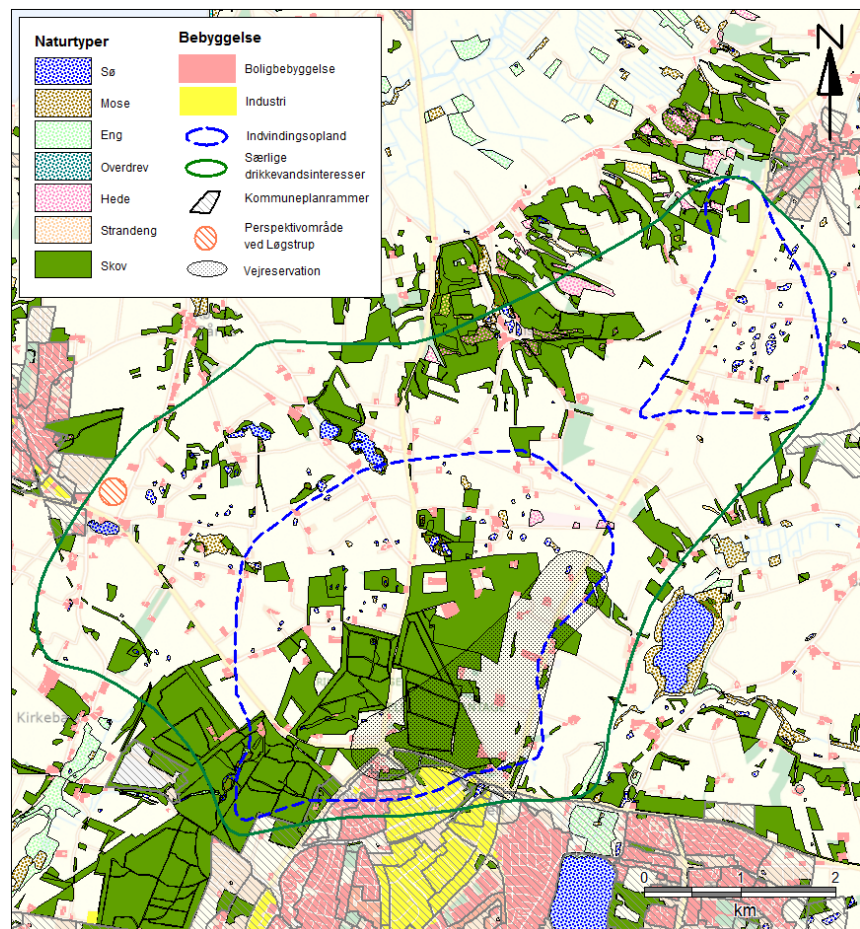 Naturtyper
Sø
Mose
Eng
Overdrev
Hede
Strandeng
Skov
Bebyggelse
Boligbebyggelse
Industri
Indvindingsopland
Særlige
drikkevandsinteresser
Kommuneplanrammer
Perspektivområde
ved Løgstrup
Vejreservation
N
0 1 2
km